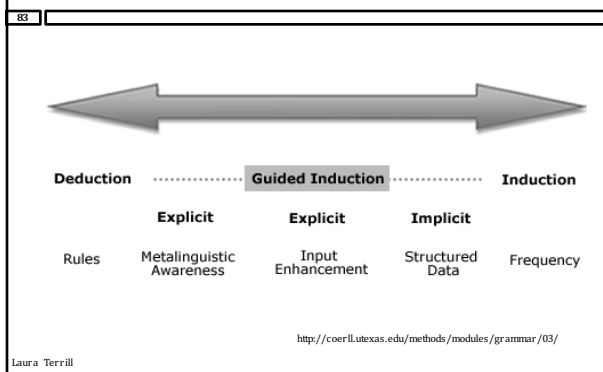 83
Deduction Guided Induction Induction
Explicit Explicit Implicit
Rules Metalinguistic Awareness Input Enhancement Structured Data Frequency
http://coerll.utexas.edu/methods/modules/grammar/03/
Laura Terrill